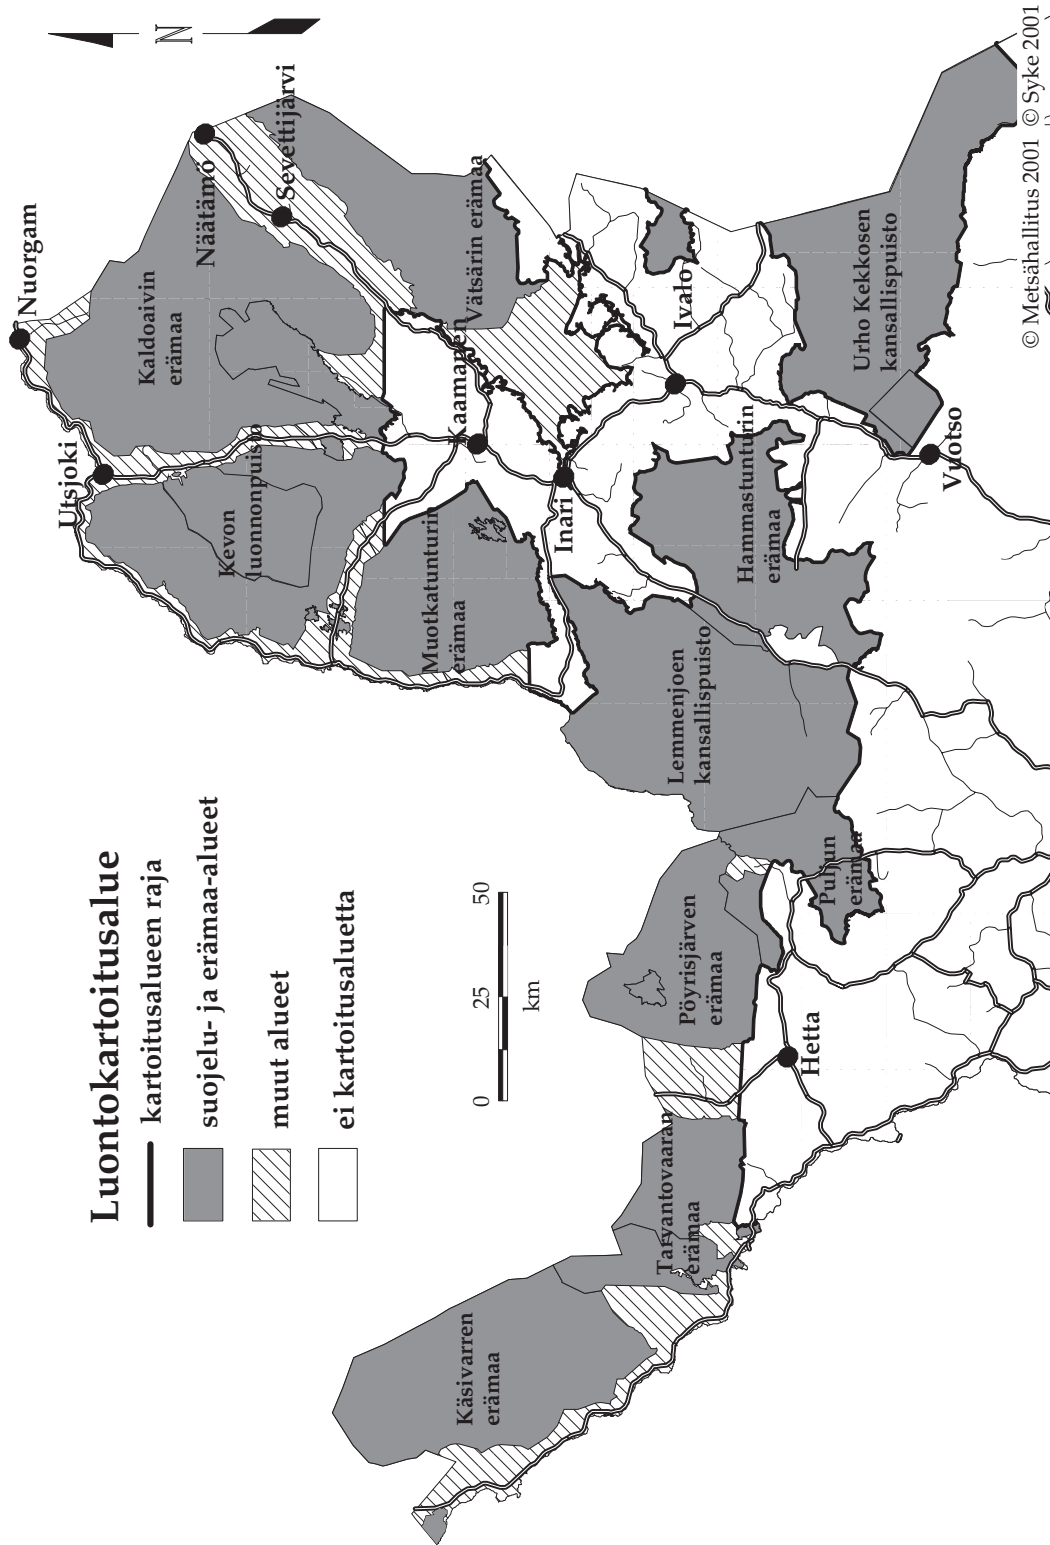 Luontokartoitusalue
kartoitusalueen raja
suojelu- ja erämaa-alueet
muut alueet
ei kartoitusaluetta
0 25 50
km
N
Nuorgam
Utsjoki
Näätämö
Sevettijärvi
Kaldoaivin
erämaa
Kevon
luonnonpuisto
Vätsärin erämaa
Kaamanen
Muotkatunturin
erämaa
Inari
Ivalo
Käsivarren
erämaa
Tarvantovaaran
erämaa
Pöyrisjärven
erämaa
Lemmenjoen
kansallispuisto
Hammastunturin
erämaa
Urho Kekkosen
kansallispuisto
Hetta
Puljun
erämaa
Vuotso
© Metsähallitus 2001 © Syke 2001